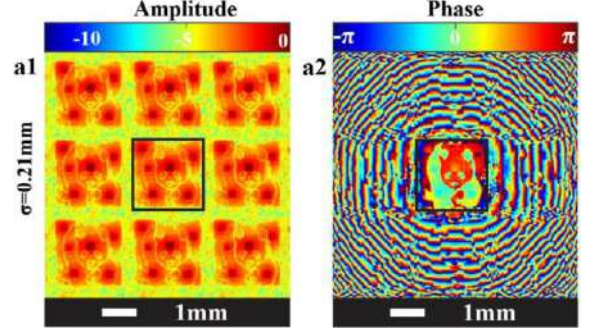 Amplitude
Phase
-10 -5 0
-π 0 π
a1
a2
σ=0.21mm
1mm
1mm